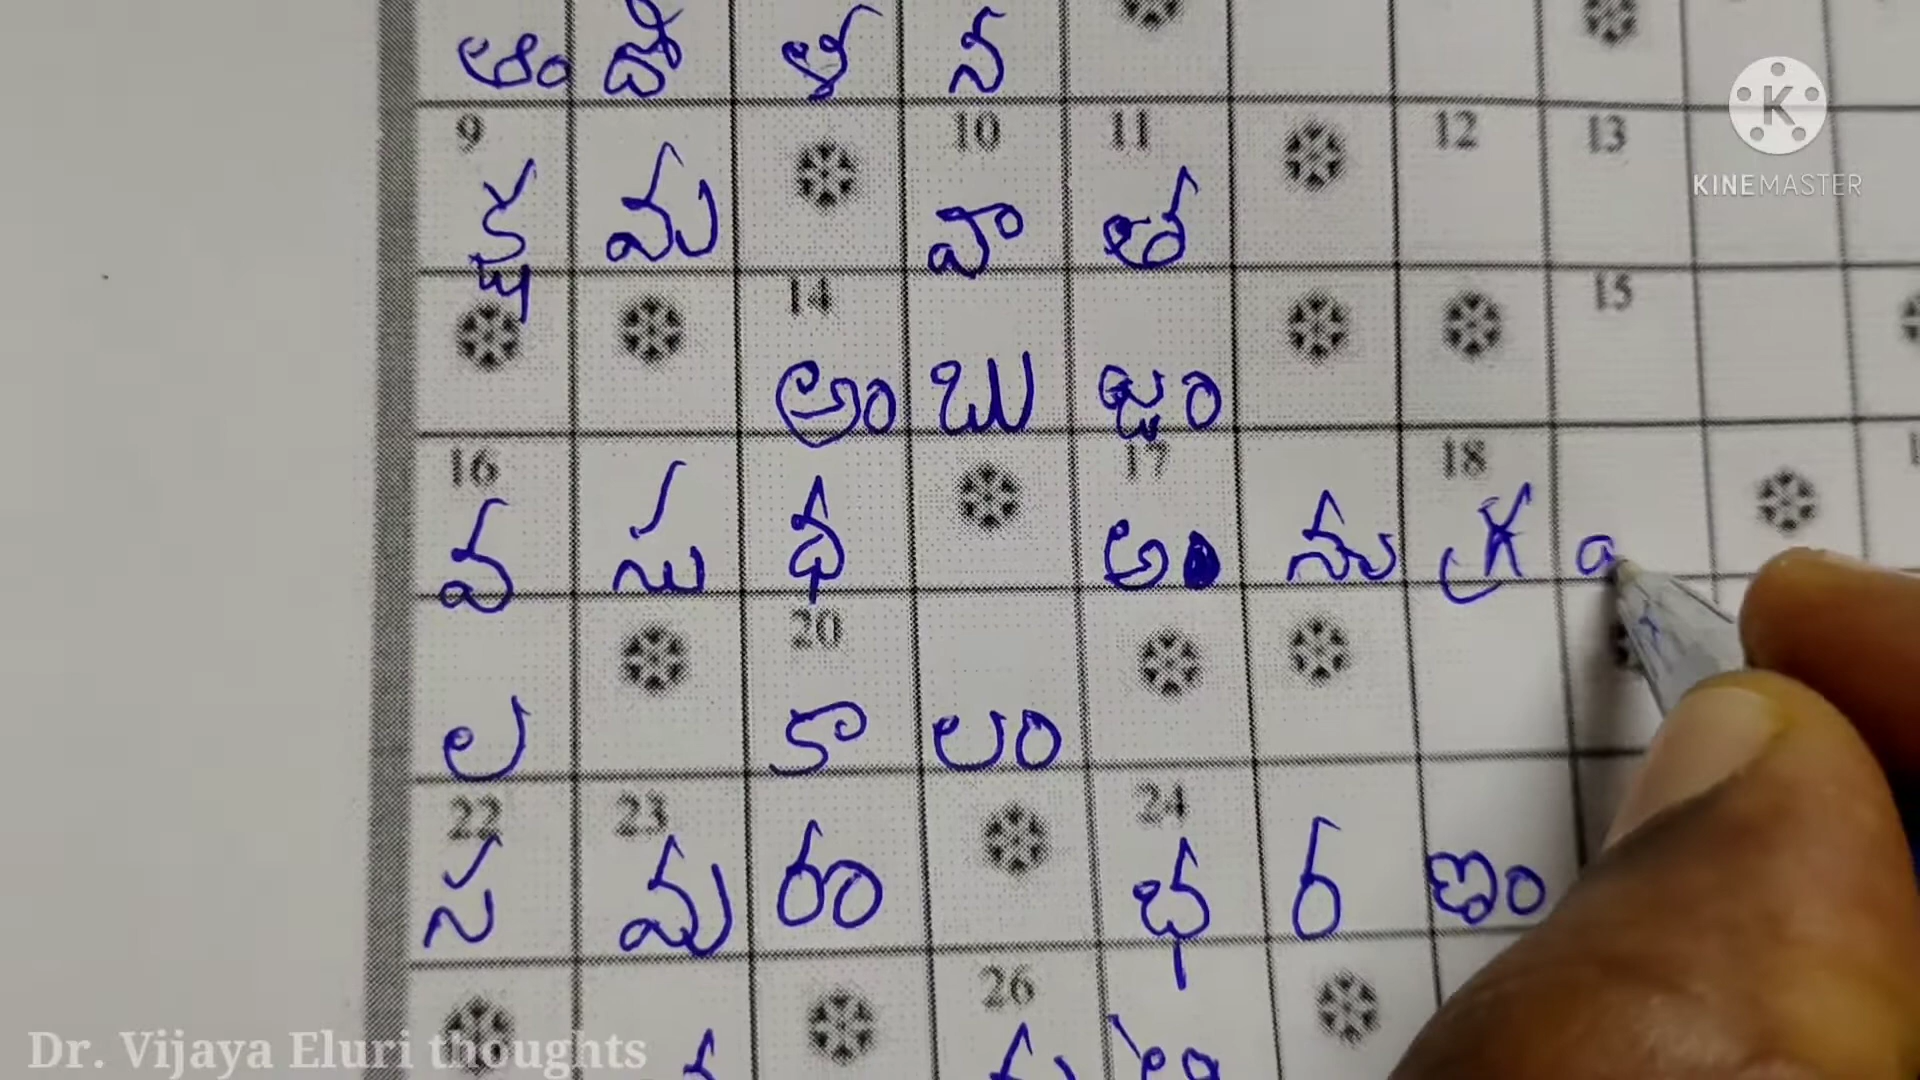 ఆం దో ళ న
9 10 11 12 13
క్ష మ వా త
14 15
అం బు జం
16 17 18
వ సు ధ అ ను గ్ర
20
ల కా లం
22 23 24
స మ రం భ ర ణం
26
K
KINEMASTER
Dr. Vijaya Eluri thoughts